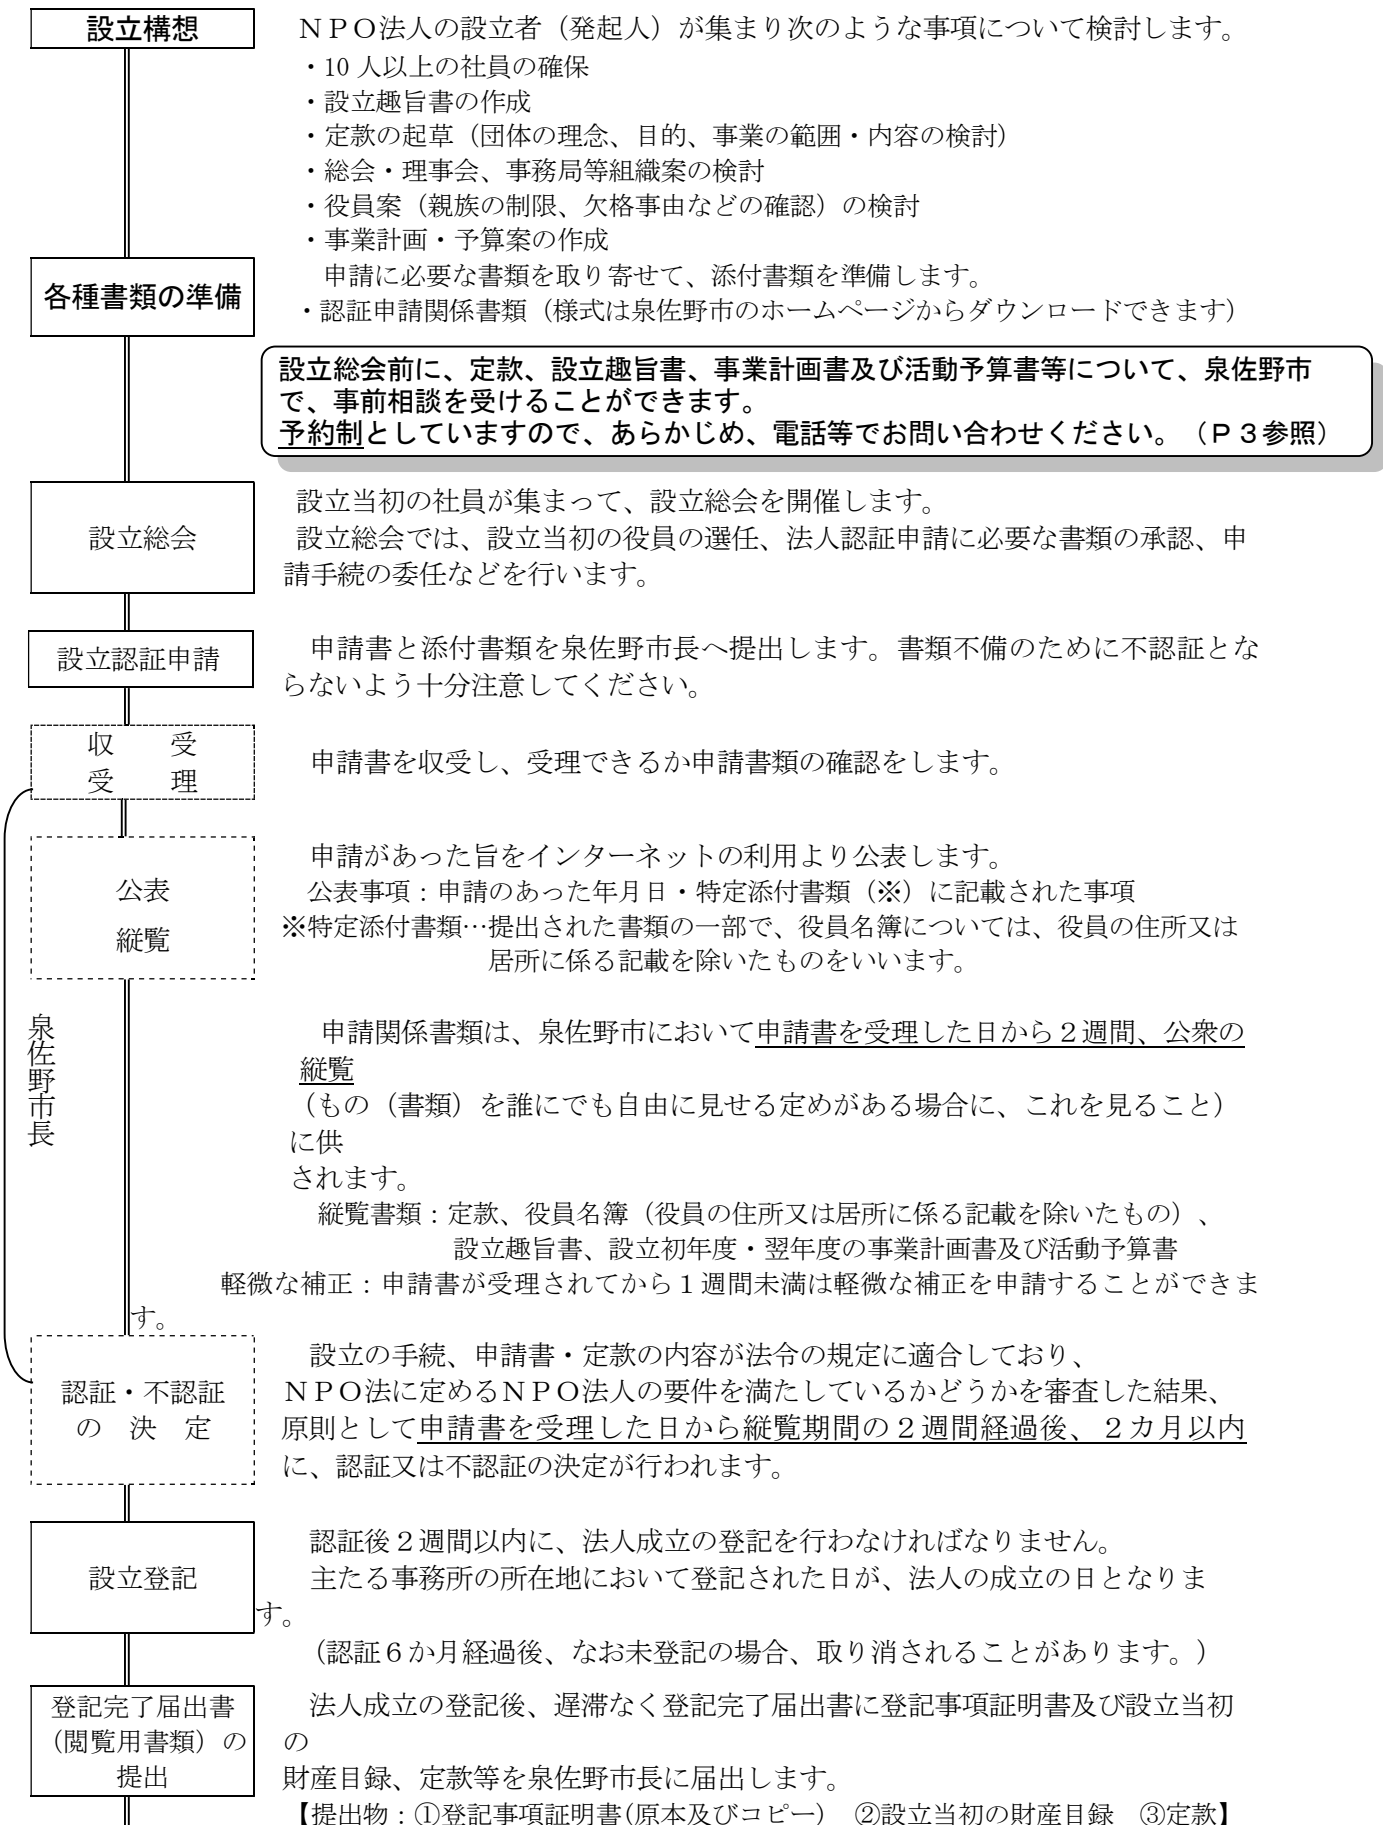 設立構想
ＮＰＯ法人の設立者（発起人）が集まり次のような事項について検討します。
・10 人以上の社員の確保
・設立趣旨書の作成
・定款の起草（団体の理念、目的、事業の範囲・内容の検討）
・総会・理事会、事務局等組織案の検討
・役員案（親族の制限、欠格事由などの確認）の検討
・事業計画・予算案の作成
各種書類の準備
申請に必要な書類を取り寄せて、添付書類を準備します。
・認証申請関係書類（様式は泉佐野市のホームページからダウンロードできます）
設立総会前に、定款、設立趣旨書、事業計画書及び活動予算書等について、泉佐野市
で、事前相談を受けることができます。
予約制としていますので、あらかじめ、電話等でお問い合わせください。（Ｐ３参照）
設立総会
設立当初の社員が集まって、設立総会を開催します。
設立総会では、設立当初の役員の選任、法人認証申請に必要な書類の承認、申
請手続の委任などを行います。
設立認証申請
申請書と添付書類を泉佐野市長へ提出します。書類不備のために不認証とな
らないよう十分注意してください。
収　受
受　理
申請書を収受し、受理できるか申請書類の確認をします。
公表
縦覧
申請があった旨をインターネットの利用より公表します。
公表事項：申請のあった年月日・特定添付書類（※）に記載された事項
※特定添付書類…提出された書類の一部で、役員名簿については、役員の住所又は
居所に係る記載を除いたものをいいます。
泉佐野市長
申請関係書類は、泉佐野市において申請書を受理した日から２週間、公衆の
縦覧
（もの（書類）を誰にでも自由に見せる定めがある場合に、これを見ること）
に供
されます。
縦覧書類：定款、役員名簿（役員の住所又は居所に係る記載を除いたもの）、
設立趣旨書、設立初年度・翌年度の事業計画書及び活動予算書
軽微な補正：申請書が受理されてから１週間未満は軽微な補正を申請することができま
す。
認証・不認証
の　決　定
設立の手続、申請書・定款の内容が法令の規定に適合しており、
ＮＰＯ法に定めるＮＰＯ法人の要件を満たしているかどうかを審査した結果、
原則として申請書を受理した日から縦覧期間の２週間経過後、２カ月以内
に、認証又は不認証の決定が行われます。
設立登記
認証後２週間以内に、法人成立の登記を行わなければなりません。
主たる事務所の所在地において登記された日が、法人の成立の日となりま
す。
（認証６か月経過後、なお未登記の場合、取り消されることがあります。）
登記完了届出書
（閲覧用書類）の
提出
法人成立の登記後、遅滞なく登記完了届出書に登記事項証明書及び設立当初
の
財産目録、定款等を泉佐野市長に届出します。
【提出物：①登記事項証明書(原本及びコピー)　②設立当初の財産目録　③定款】